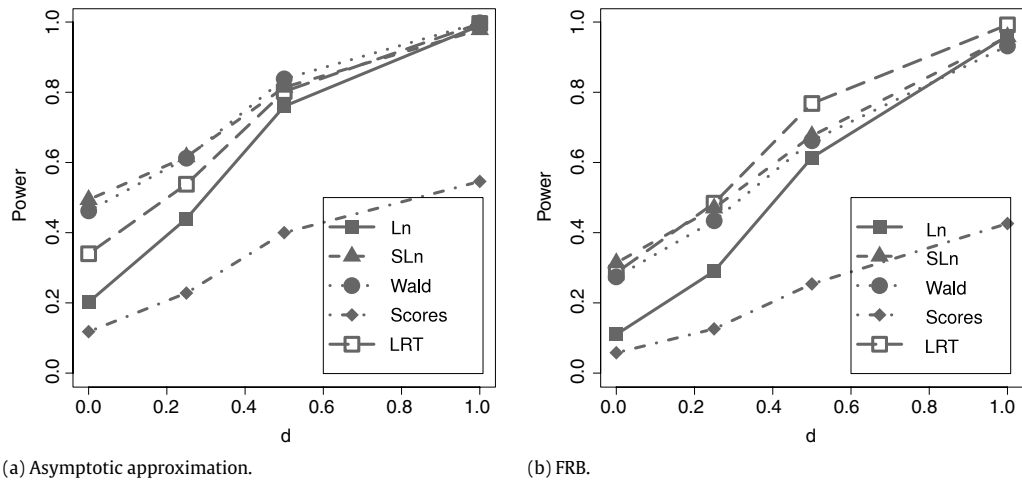 1.0
0.8
0.6
0.4
0.2
0.0
Power
Ln
SLn
Wald
Scores
LRT
0.0 0.2 0.4 0.6 0.8 1.0
d
(a) Asymptotic approximation.
1.0
0.8
0.6
0.4
0.2
0.0
Power
Ln
SLn
Wald
Scores
LRT
0.0 0.2 0.4 0.6 0.8 1.0
d
(b) FRB.